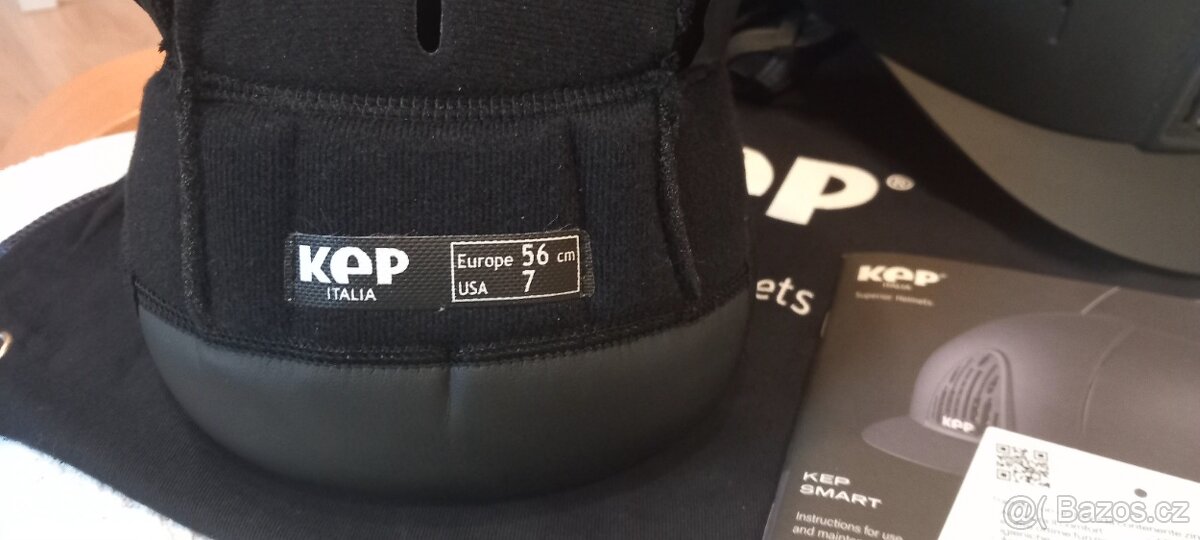 KEP
ITALIA
Europe 56 cm
USA 7
EP®
ets
KEP
ITALIA
Superior Helmets
KEP
KEP
SMART
Instructions for use
and mainte
@( Bazos.cz